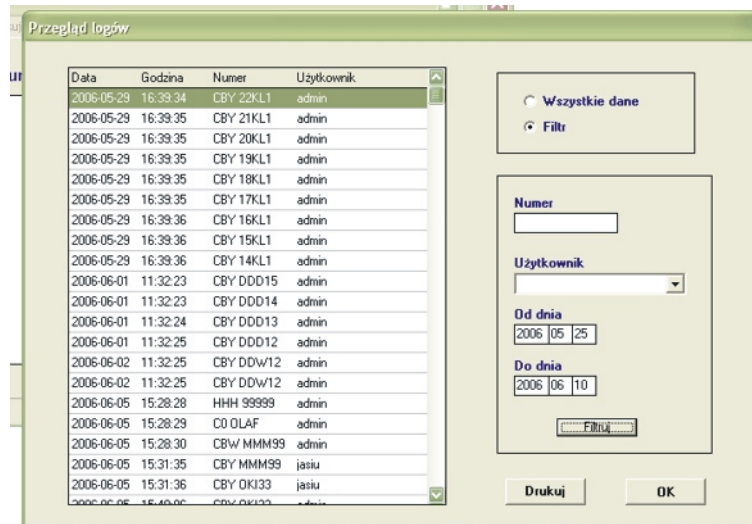 Przegląd logów
Data Godzina Numer Użytkownik
2006-05-29 16:39:34 CBY 22KL1 admin
2006-05-29 16:39:35 CBY 21KL1 admin
2006-05-29 16:39:35 CBY 20KL1 admin
2006-05-29 16:39:35 CBY 19KL1 admin
2006-05-29 16:39:35 CBY 18KL1 admin
2006-05-29 16:39:35 CBY 17KL1 admin
2006-05-29 16:39:36 CBY 16KL1 admin
2006-05-29 16:39:36 CBY 15KL1 admin
2006-05-29 16:39:36 CBY 14KL1 admin
2006-06-01 11:32:23 CBY DDD15 admin
2006-06-01 11:32:23 CBY DDD14 admin
2006-06-01 11:32:24 CBY DDD13 admin
2006-06-01 11:32:25 CBY DDD12 admin
2006-06-02 11:32:25 CBY DDW12 admin
2006-06-02 11:32:25 CBY DDW12 admin
2006-06-05 15:28:28 HHH 99999 admin
2006-06-05 15:28:29 CO OLAF admin
2006-06-05 15:28:30 CBW MMM99 admin
2006-06-05 15:31:35 CBY MMM99 jasiu
2006-06-05 15:31:36 CBY OKI33 jasiu
Wszystkie dane
Filtr
Numer
Użytkownik
Od dnia
2006 05 25
Do dnia
2006 06 10
Filtruj
Drukuj OK